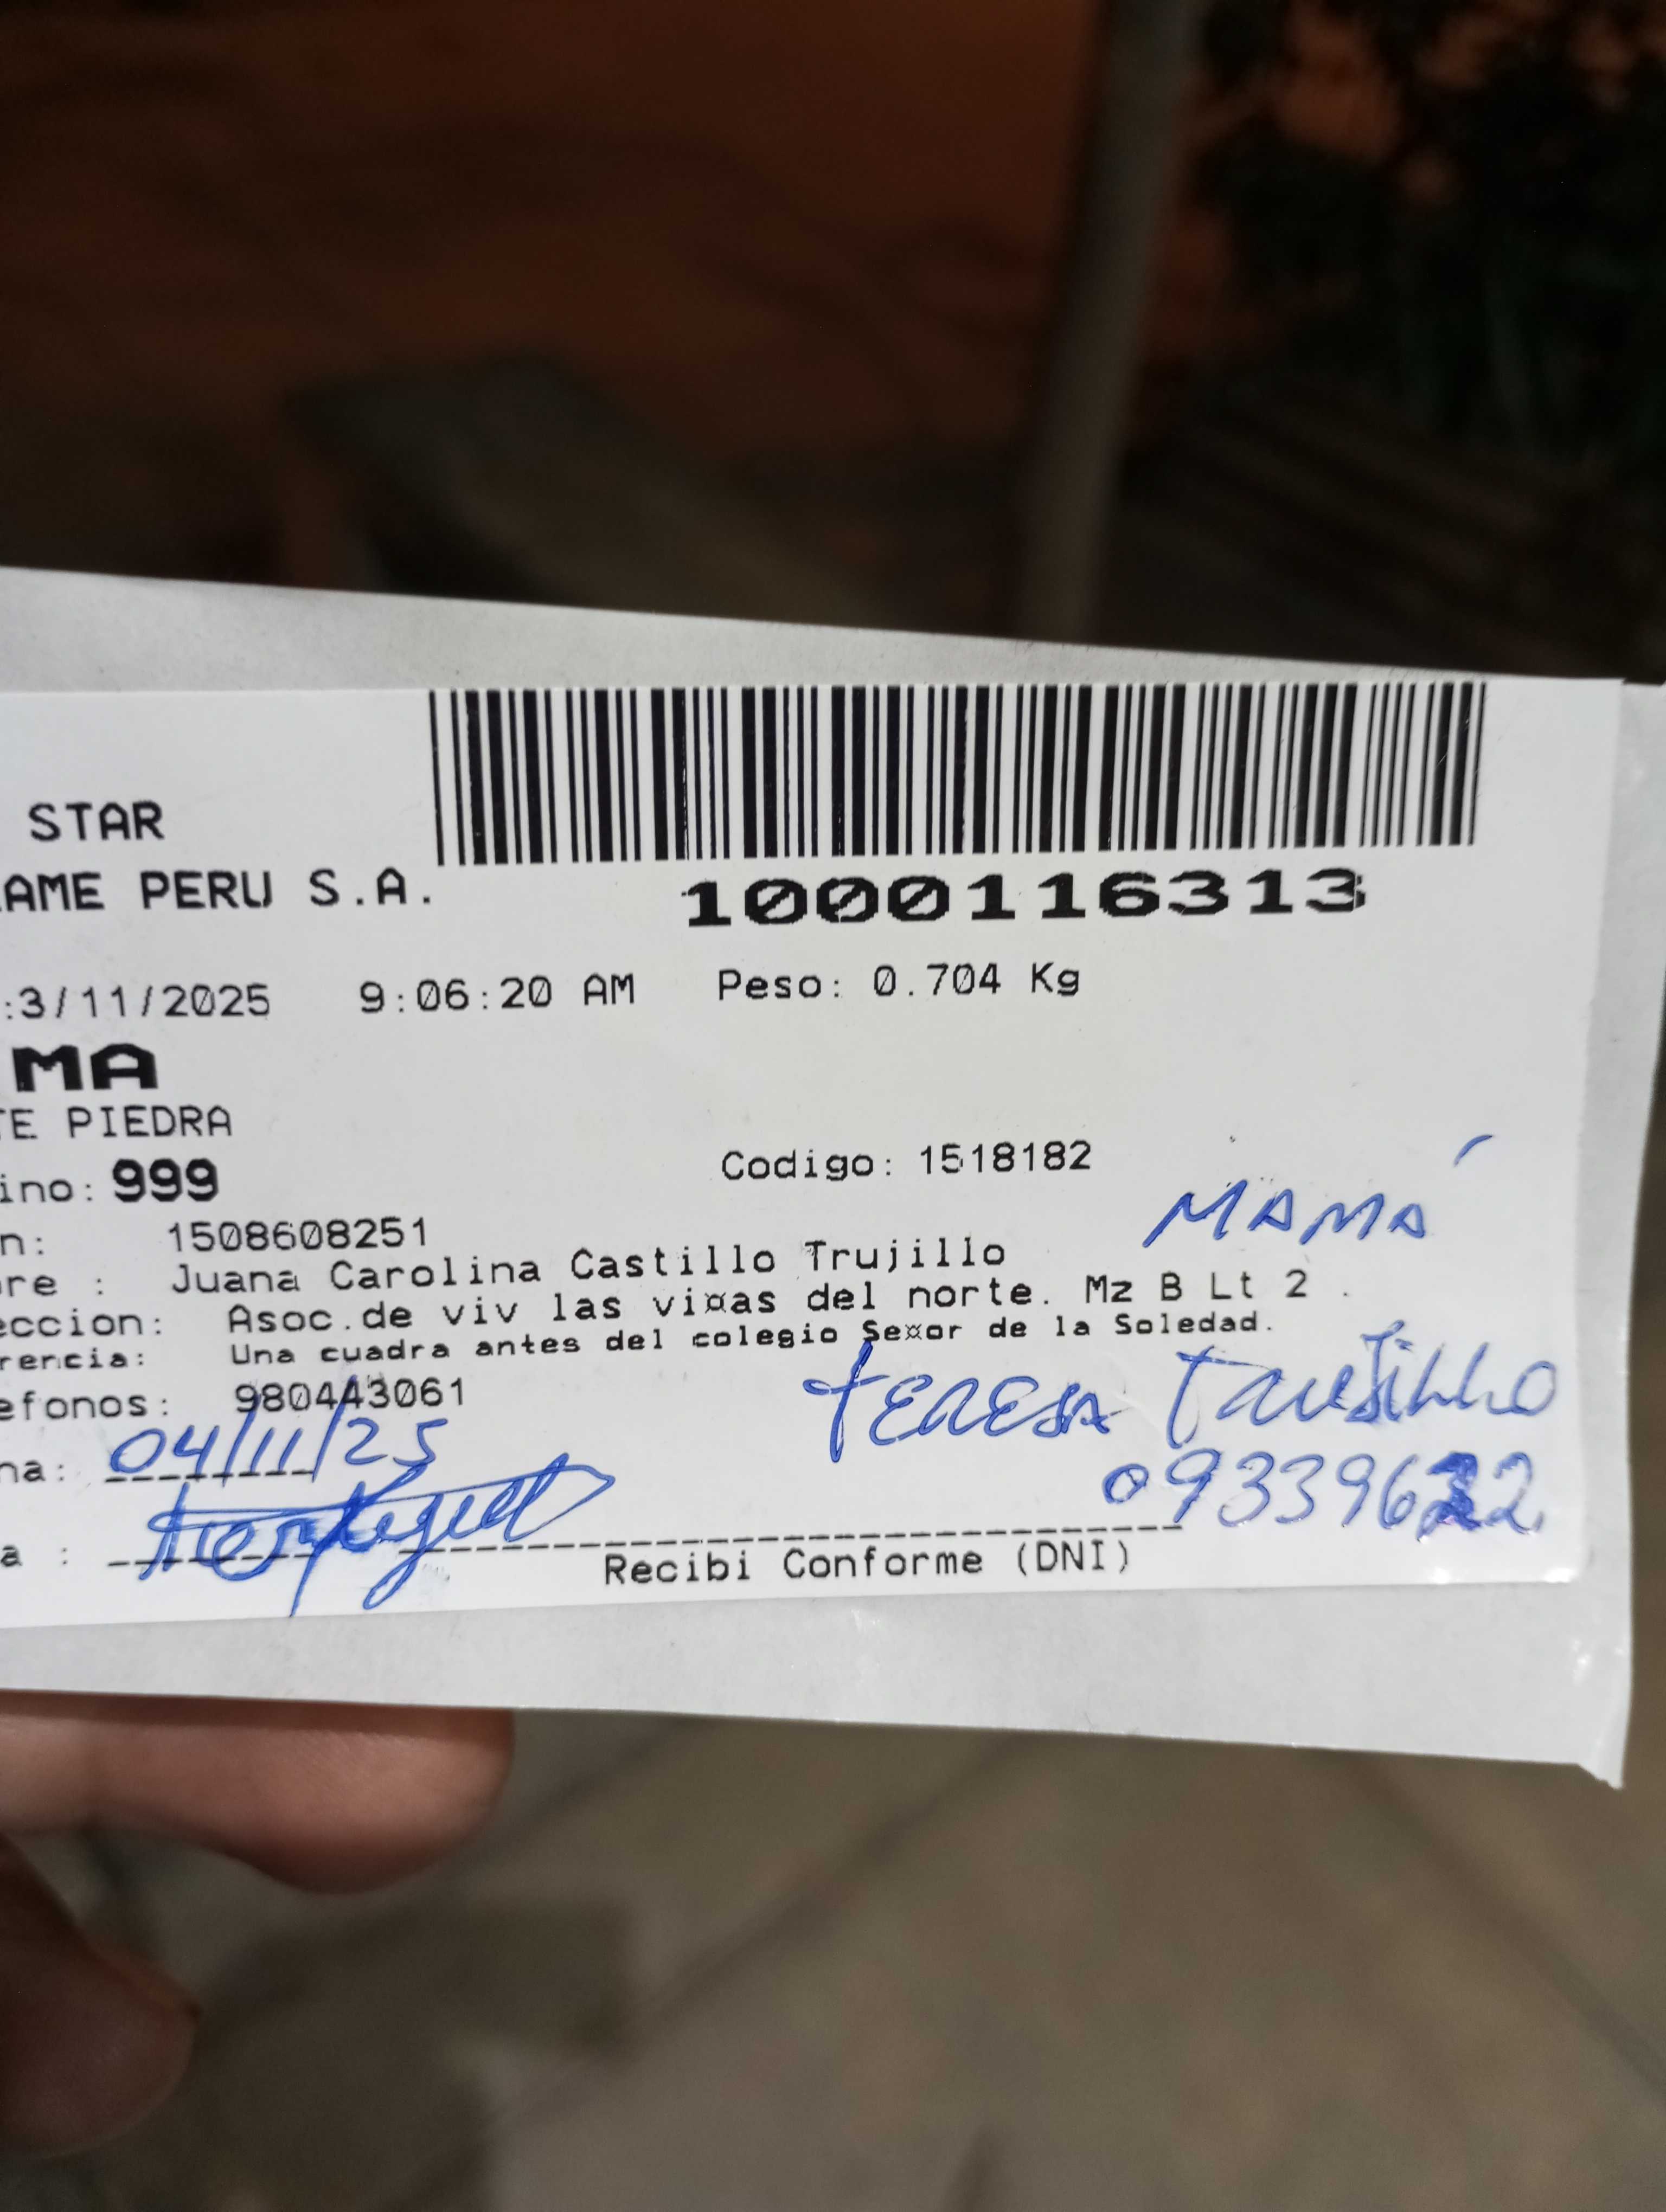 STAR
AME PERU S.A.
1000116313
:3/11/2025 9:06:20 AM Peso: 0.704 Kg
MA
TE PIEDRA
Codigo: 1518182
ino: 999
MAMÁ
n: 1508608251
re : Juana Carolina Castillo Trujillo
eccion: Asoc.de viv las vi¤as del norte. Mz B Lt 2 .
rencia: Una cuadra antes del colegio Se¤or de la Soledad.
efonos: 980443061
TERESA TRUJILLO
na: 04/11/25
a :
Recibi Conforme (DNI)